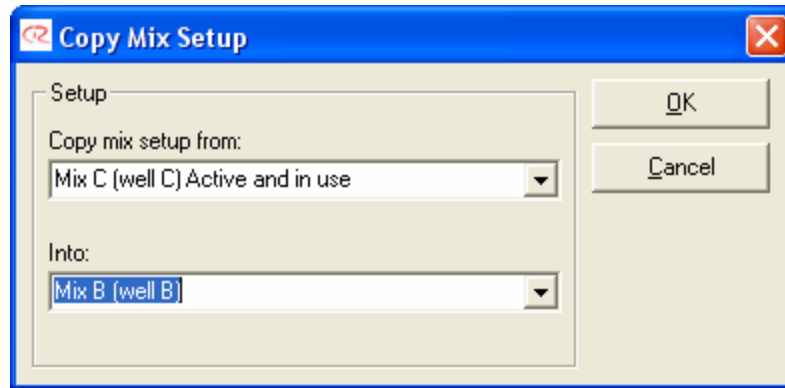 Copy Mix Setup
Setup
OK
Copy mix setup from:
Mix C (well C) Active and in use
Cancel
Into:
Mix B (well B)